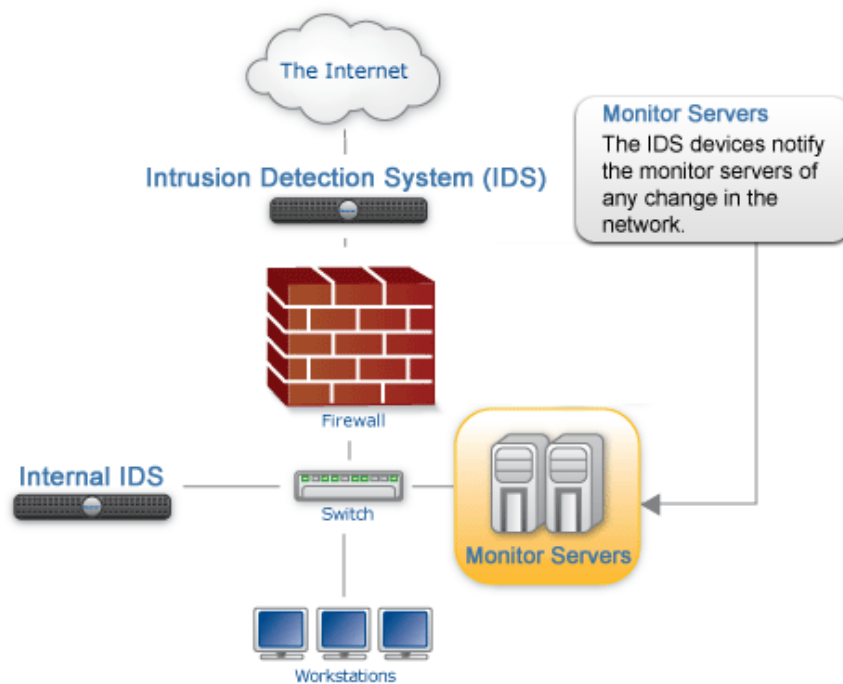 The Internet
Intrusion Detection System (IDS)
Monitor Servers
The IDS devices notify
the monitor servers of
any change in the
network.
Firewall
Internal IDS
Switch
Monitor Servers
Workstations